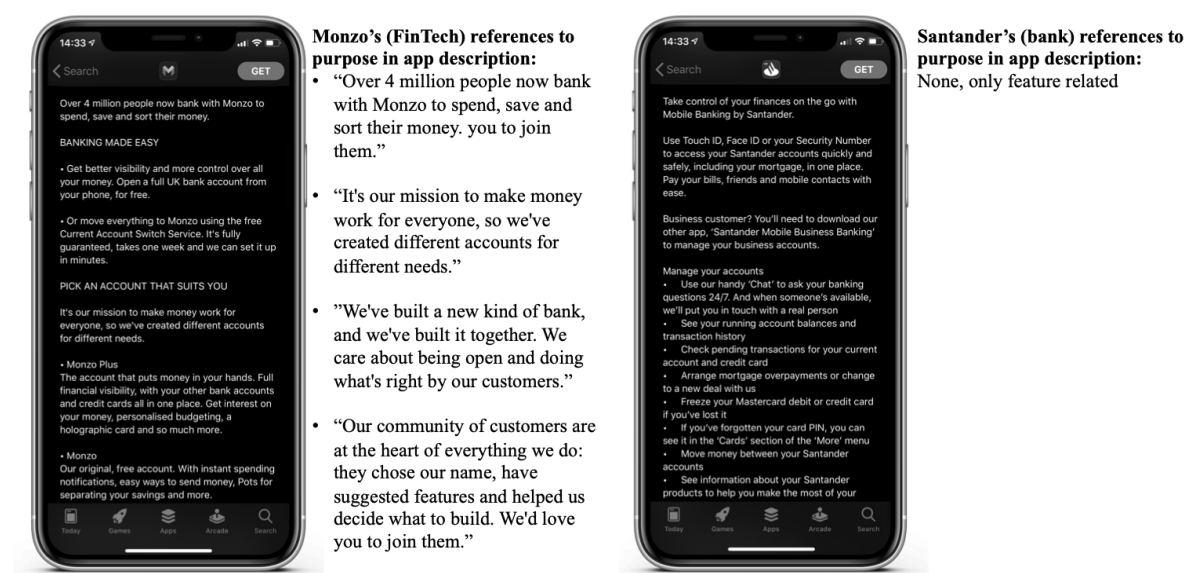 14:33
Search
GET
Over 4 million people now bank with Monzo to
spend, save and sort their money.
BANKING MADE EASY
• Get better visibility and more control over all
your money. Open a full UK bank account from
your phone, for free.
• Or move everything to Monzo using the free
Current Account Switch Service. It's fully
guaranteed, takes one week and we can set it up
in minutes.
PICK AN ACCOUNT THAT SUITS YOU
It's our mission to make money work for
everyone, so we've created different accounts
for different needs.
• Monzo Plus
The account that puts money in your hands. Full
financial visibility, with your other bank accounts
and credit cards all in one place. Get interest on
your money, personalised budgeting, a
holographic card and so much more.
• Monzo
Our original, free account. With instant spending
notifications, easy ways to send money, Pots for
separating your savings and more.
Today Games Apps Arcade Search
Monzo’s (FinTech) references to
purpose in app description:
• “Over 4 million people now bank
with Monzo to spend, save and
sort their money. you to join
them.”
• “It's our mission to make money
work for everyone, so we've
created different accounts for
different needs.”
• ”We've built a new kind of bank,
and we've built it together. We
care about being open and doing
what's right by our customers.”
• “Our community of customers are
at the heart of everything we do:
they chose our name, have
suggested features and helped us
decide what to build. We'd love
you to join them.”
14:33
Search
GET
Take control of your finances on the go with
Mobile Banking by Santander.
Use Touch ID, Face ID or your Security Number
to access your Santander accounts quickly and
safely, including your mortgage, in one place.
Pay your bills, friends and mobile contacts with
ease.
Business customer? You'll need to download our
other app, 'Santander Mobile Business Banking'
to manage your business accounts.
Manage your accounts
• Use our handy 'Chat' to ask your banking
questions 24/7. And when someone's available,
we'll put you in touch with a real person
• See your running account balances and
transaction history
• Check pending transactions for your current
account and credit card
• Arrange mortgage overpayments or change
to a new deal with us
• Freeze your Mastercard debit or credit card
if you've lost it
• If you've forgotten your card PIN, you can
see it in the 'Cards' section of the 'More' menu
• Move money between your Santander
accounts
• See information about your Santander
products to help you make the most of your
Today Games Apps Arcade Search
Santander’s (bank) references to
purpose in app description:
None, only feature related